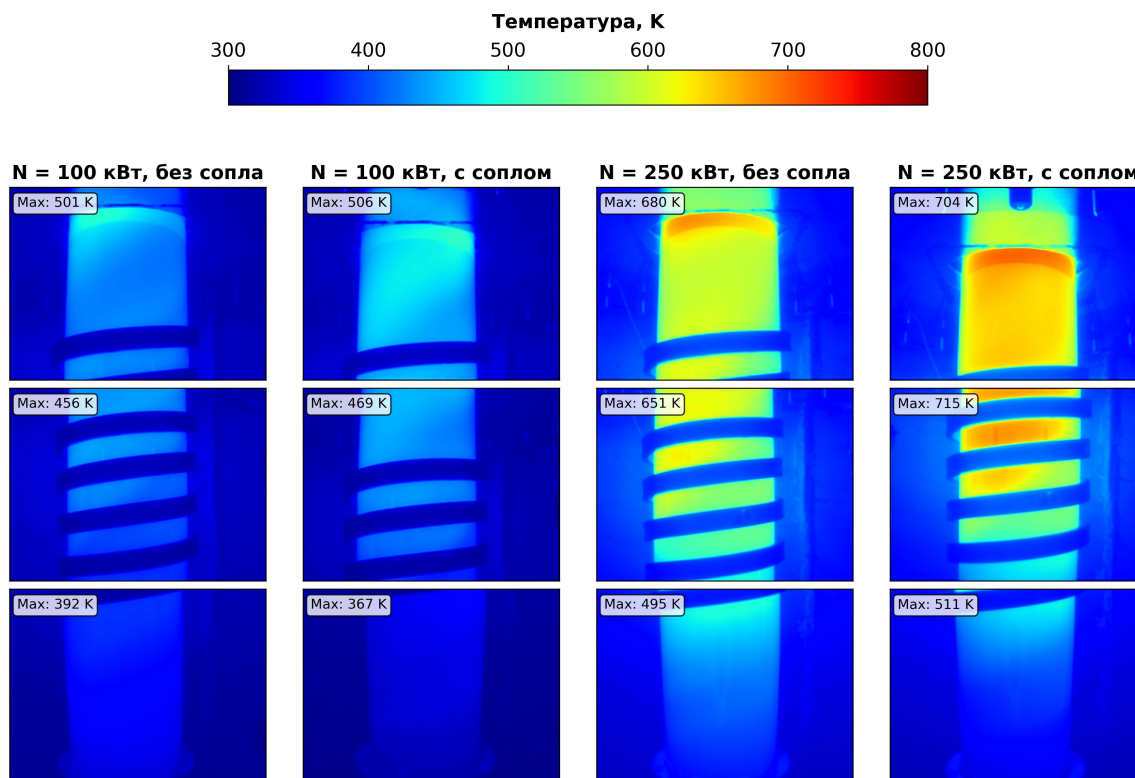 Температура, K
300 400 500 600 700 800
N = 100 кВт, без сопла N = 100 кВт, с соплом N = 250 кВт, без сопла N = 250 кВт, с соплом
Max: 501 K Max: 506 K Max: 680 K Max: 704 K
Max: 456 K Max: 469 K Max: 651 K Max: 715 K
Max: 392 K Max: 367 K Max: 495 K Max: 511 K